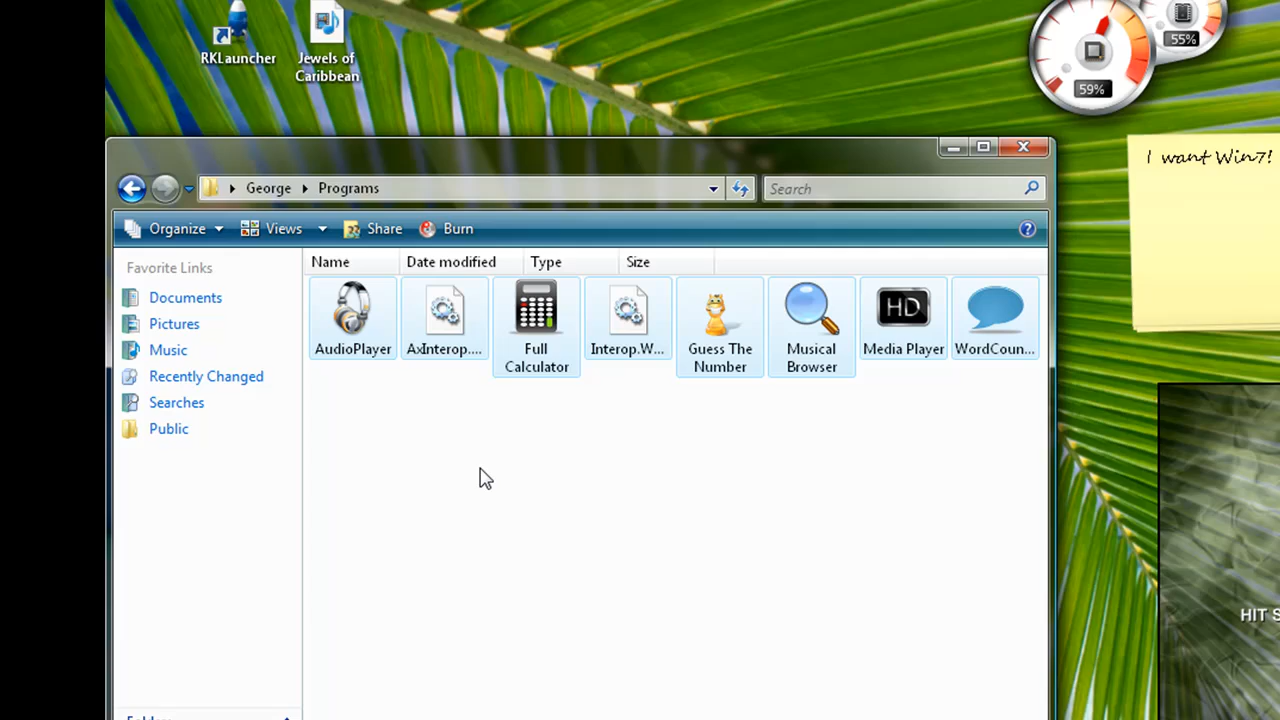 RKLauncher
Jewels of
Caribbean
55%
59%
I want Win7!
George
Programs
Search
Organize
Views
Share
Burn
Favorite Links
Documents
Pictures
Music
Recently Changed
Searches
Public
Name
Date modified
Type
Size
AudioPlayer
AxInterop....
Full
Calculator
Interop.W...
Guess The
Number
Musical
Browser
HD
Media Player
WordCoun...
HIT S